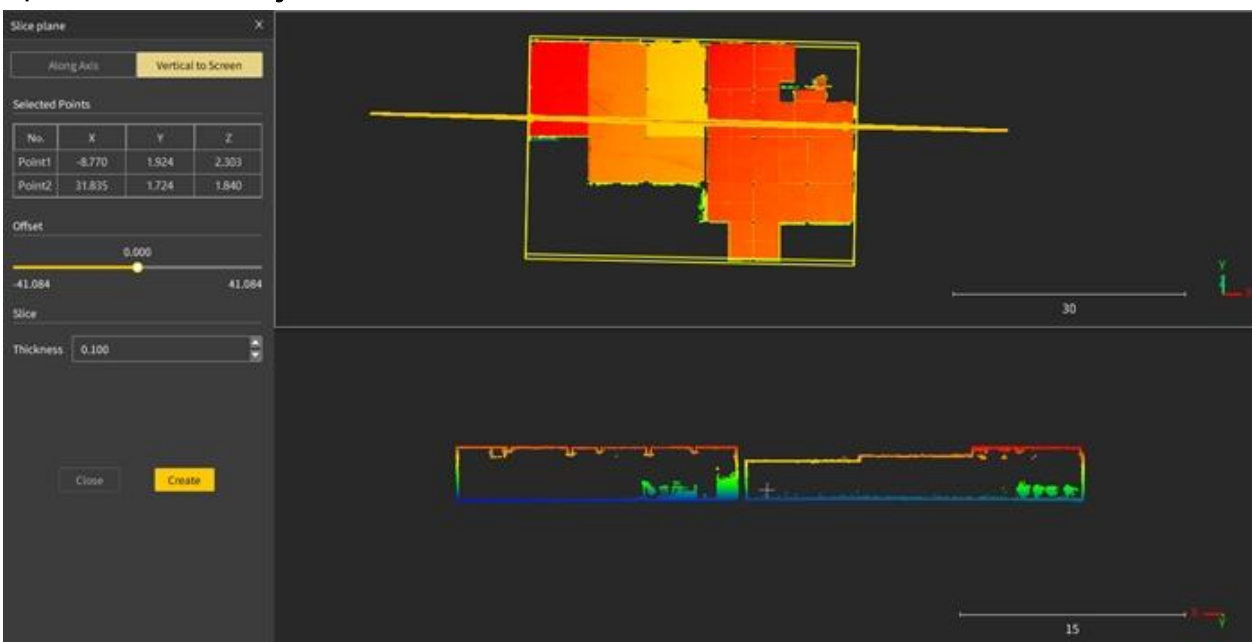 Slice plane X
Along Axis Vertical to Screen
Selected Points
No. X Y Z
Point1 -8.770 1.924 2.303
Point2 31.835 1.724 1.840
Offset
0.000
-41.084 41.084
Slice
Thickness 0.100
Close Create
Y
30
X
Y
15